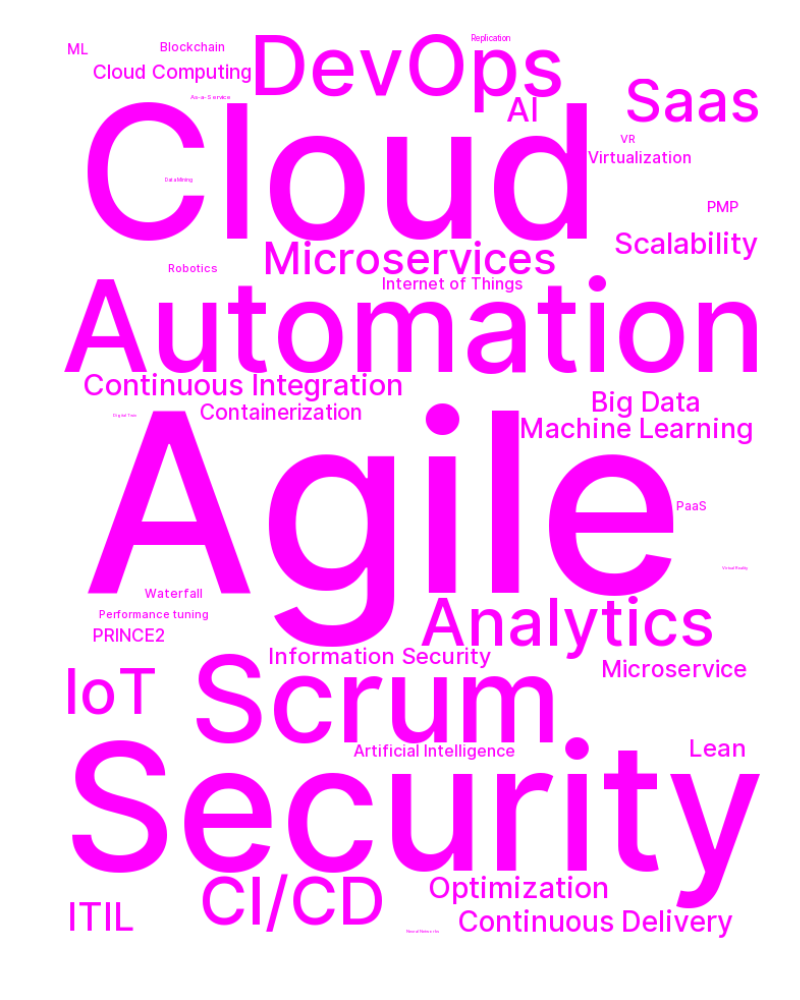 Replication
DevOps
ML
Blockchain
Cloud Computing
As-a-Service
AI
Saas
Cloud
VR
Virtualization
Data Mining
PMP
Scalability
Microservices
Robotics
Internet of Things
Automation
Continuous Integration
Containerization
Big Data
Machine Learning
Digital Twin
Agile
PaaS
Waterfall
Performance tuning
PRINCE2
Analytics
Information Security
Microservice
IoT
Scrum
Artificial Intelligence
Lean
Security
CI/CD
Optimization
ITIL
Continuous Delivery
Neural Networks